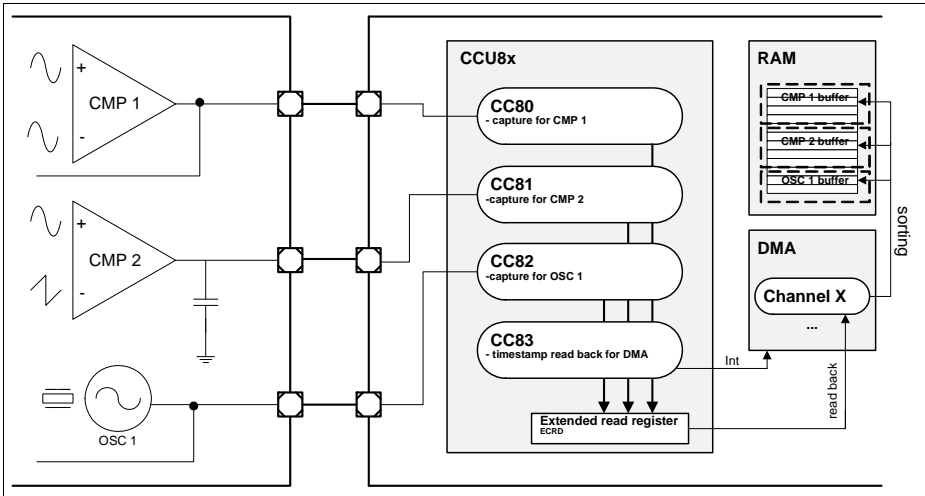 +
CMP 1
-
+
CMP 2
-
OSC 1
CCU8x
CC80
- capture for CMP 1
CC81
-capture for CMP 2
CC82
-capture for OSC 1
CC83
- timestamp read back for DMA
Extended read register
ECRD
Int
read back
RAM
CMP 1 buffer
CMP 2 buffer
OSC 1 buffer
sorting
DMA
Channel X
...